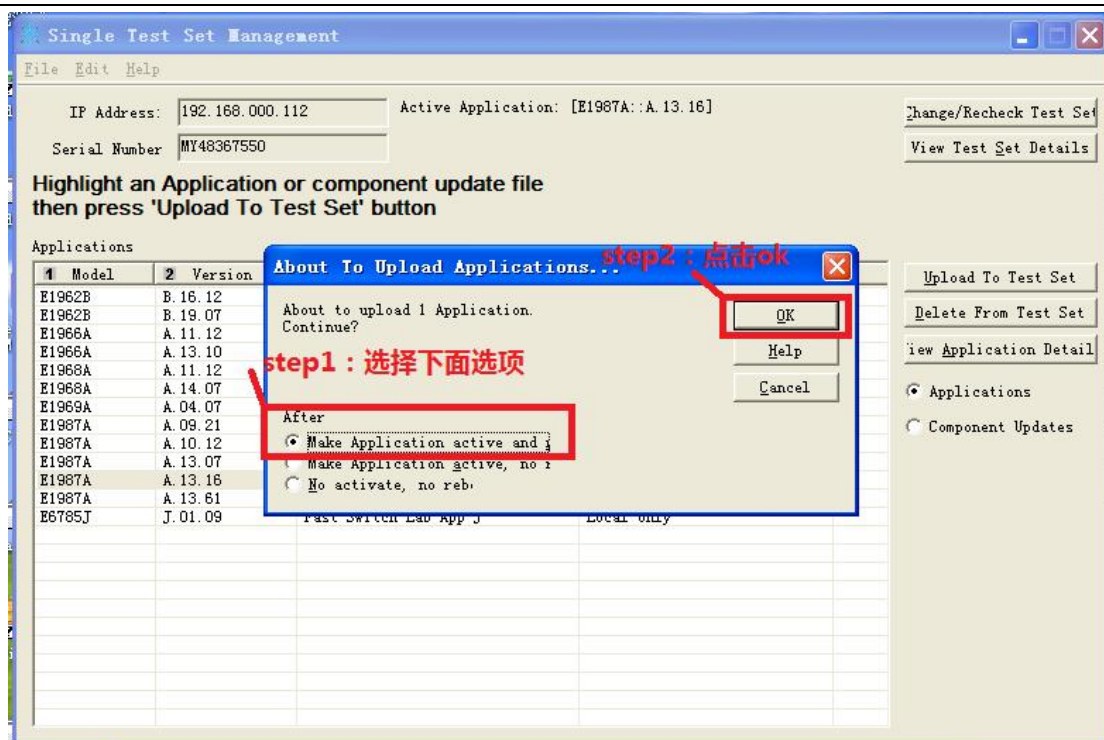 Single Test Set Management
File Edit Help
IP Address: 192.168.000.112 Active Application: [E1987A::A.13.16]
Change/Recheck Test Set
Serial Number MY48367550
View Test Set Details
Highlight an Application or component update file
then press 'Upload To Test Set' button
Applications
1 Model 2 Version
E1962B B.16.12
E1962B B.19.07
E1966A A.11.12
E1966A A.13.10
E1968A A.11.12
E1968A A.14.07
E1969A A.04.07
E1987A A.09.21
E1987A A.10.12
E1987A A.13.07
E1987A A.13.16
E1987A A.13.61
E6785J J.01.09 Fast Switch Lab App J Local only
About To Upload Applications...
step2：点击ok
About to upload 1 Application.
Continue?
OK
Help
Cancel
step1：选择下面选项
After
Make Application active and
Make Application active, no
No activate, no reb
Upload To Test Set
Delete From Test Set
iew Application Detail
Applications
Component Updates